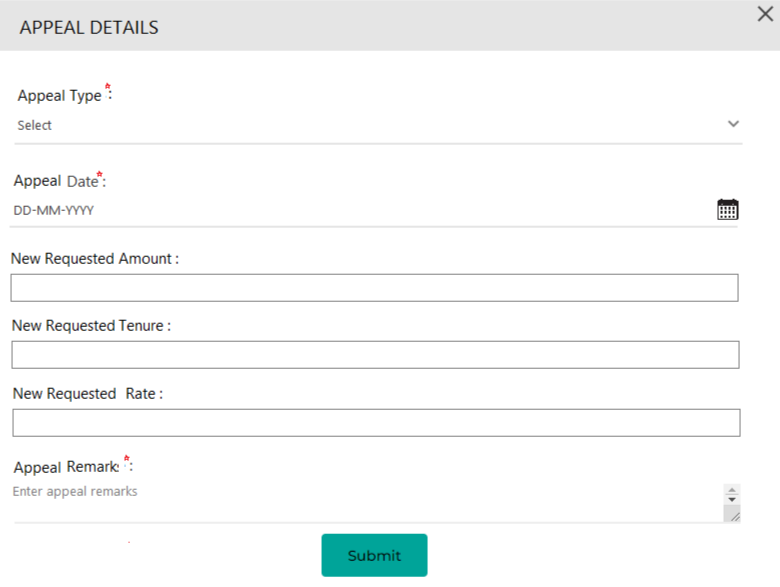 APPEAL DETAILS
Appeal Type *:
Select
Appeal Date*:
DD-MM-YYYY
New Requested Amount :
New Requested Tenure :
New Requested Rate :
Appeal Remark *:
Enter appeal remarks
Submit